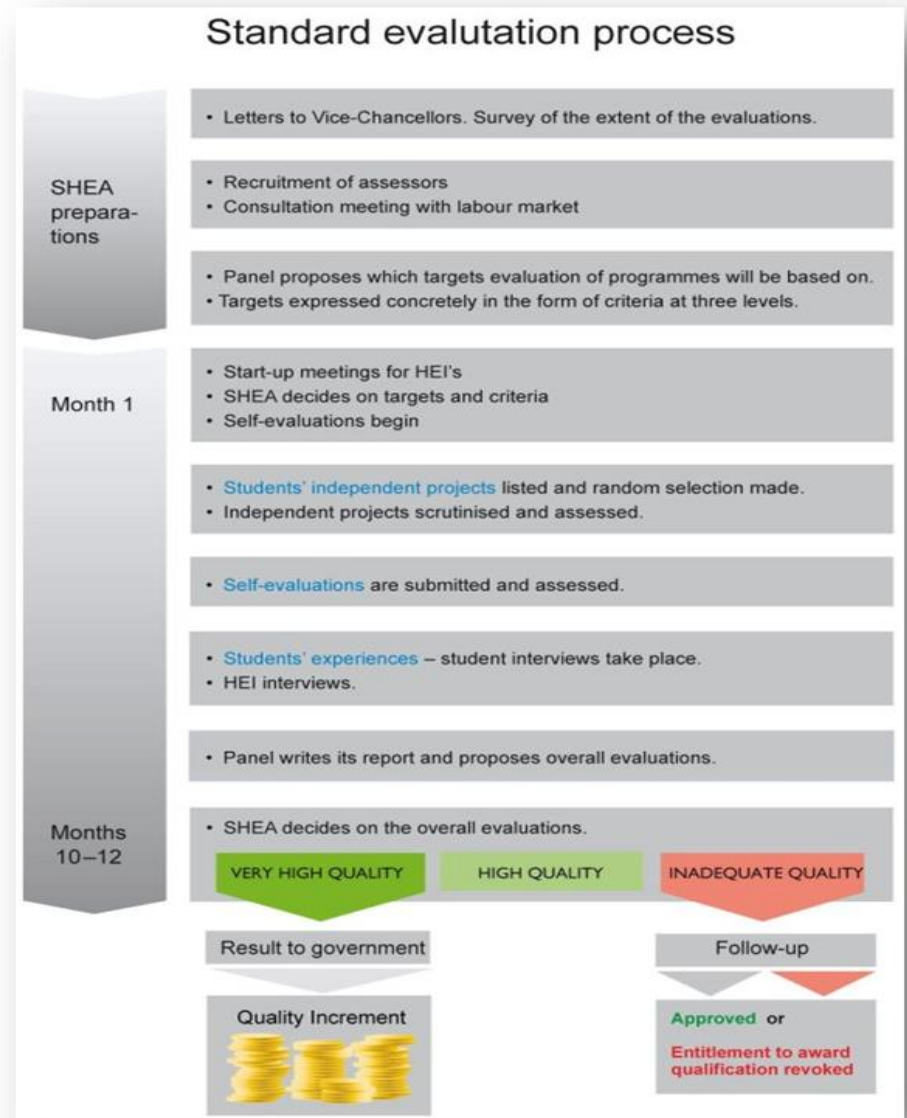 Standard evalutation process
• Letters to Vice-Chancellors. Survey of the extent of the evaluations.
SHEA
prepara-
tions
• Recruitment of assessors
• Consultation meeting with labour market
• Panel proposes which targets evaluation of programmes will be based on.
• Targets expressed concretely in the form of criteria at three levels.
Month 1
• Start-up meetings for HEI's
• SHEA decides on targets and criteria
• Self-evaluations begin
• Students' independent projects listed and random selection made.
• Independent projects scrutinised and assessed.
• Self-evaluations are submitted and assessed.
• Students' experiences – student interviews take place.
• HEI interviews.
• Panel writes its report and proposes overall evaluations.
Months
10–12
• SHEA decides on the overall evaluations.
VERY HIGH QUALITY
HIGH QUALITY
INADEQUATE QUALITY
Result to government
Follow-up
Quality Increment
Approved or
Entitlement to award
qualification revoked